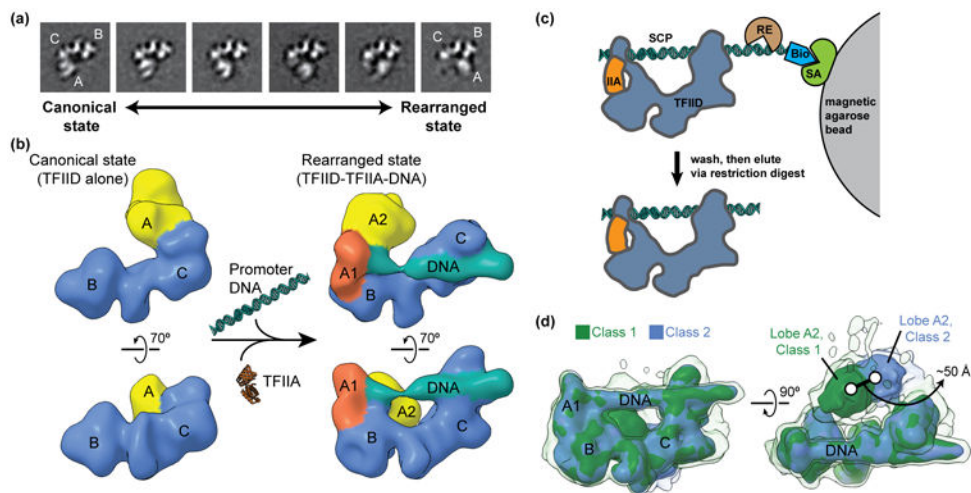 (a)
C
B
A
C
B
A
Canonical
state
Rearranged
state
(b)
Canonical state
(TFIID alone)
Rearranged state
(TFIID-TFIIA-DNA)
A
B
C
A2
C
A1
DNA
B
Promoter
DNA
70º
70º
TFIIA
A
B
C
A1
DNA
A2
B
C
(c)
SCP
RE
Bio
SA
IIA
TFIID
magnetic
agarose
bead
wash, then elute
via restriction digest
(d)
Class 1
Class 2
A1
DNA
B
C
90º
Lobe A2,
Class 1
Lobe A2,
Class 2
~50 Å
DNA